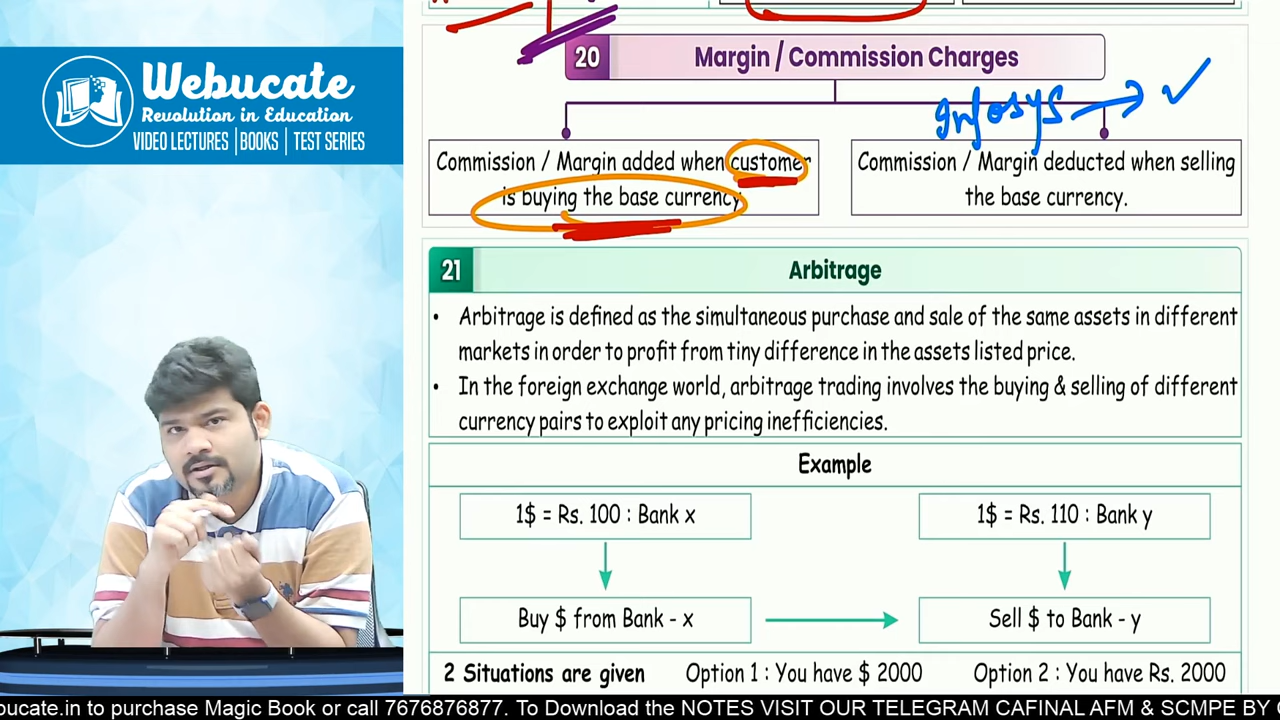 Webucate
Revolution in Education
VIDEO LECTURES | BOOKS | TEST SERIES
20 Margin / Commission Charges
Infosys → ✓
Commission / Margin added when customer
is buying the base currency
Commission / Margin deducted when selling
the base currency.
21 Arbitrage
• Arbitrage is defined as the simultaneous purchase and sale of the same assets in different
markets in order to profit from tiny difference in the assets listed price.
• In the foreign exchange world, arbitrage trading involves the buying & selling of different
currency pairs to exploit any pricing inefficiencies.
Example
1$ = Rs. 100 : Bank x
1$ = Rs. 110 : Bank y
Buy $ from Bank - x
Sell $ to Bank - y
2 Situations are given Option 1 : You have $ 2000 Option 2 : You have Rs. 2000
bucate.in to purchase Magic Book or call 7676876877. To Download the NOTES VISIT OUR TELEGRAM CAFINAL AFM & SCMPE BY